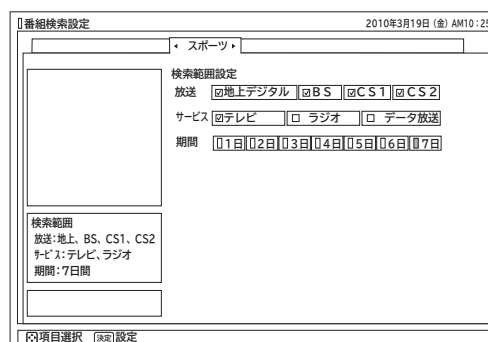 番組検索設定 2010年3月19日 (金) AM10:25
スポーツ
検索範囲設定
放送 ☑地上デジタル ☑BS ☑CS1 ☑CS2
サービス ☑テレビ □ ラジオ □ データ放送
期間 1日 2日 3日 4日 5日 6日 7日
検索範囲
放送:地上、BS、CS1、CS2
サービス:テレビ、ラジオ
期間:7日間
項目選択 決定 設定